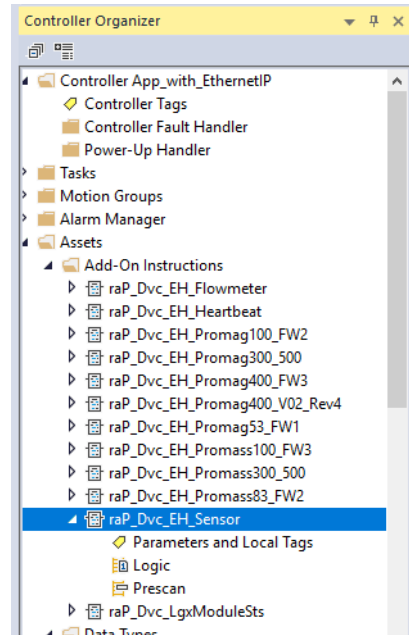 Controller Organizer
Controller App_with_EthernetIP
Controller Tags
Controller Fault Handler
Power-Up Handler
Tasks
Motion Groups
Alarm Manager
Assets
Add-On Instructions
raP_Dvc_EH_Flowmeter
raP_Dvc_EH_Heartbeat
raP_Dvc_EH_Promag100_FW2
raP_Dvc_EH_Promag300_500
raP_Dvc_EH_Promag400_FW3
raP_Dvc_EH_Promag400_V02_Rev4
raP_Dvc_EH_Promag53_FW1
raP_Dvc_EH_Promass100_FW3
raP_Dvc_EH_Promass300_500
raP_Dvc_EH_Promass83_FW2
raP_Dvc_EH_Sensor
Parameters and Local Tags
Logic
Prescan
raP_Dvc_LgxModuleSts
Data Types